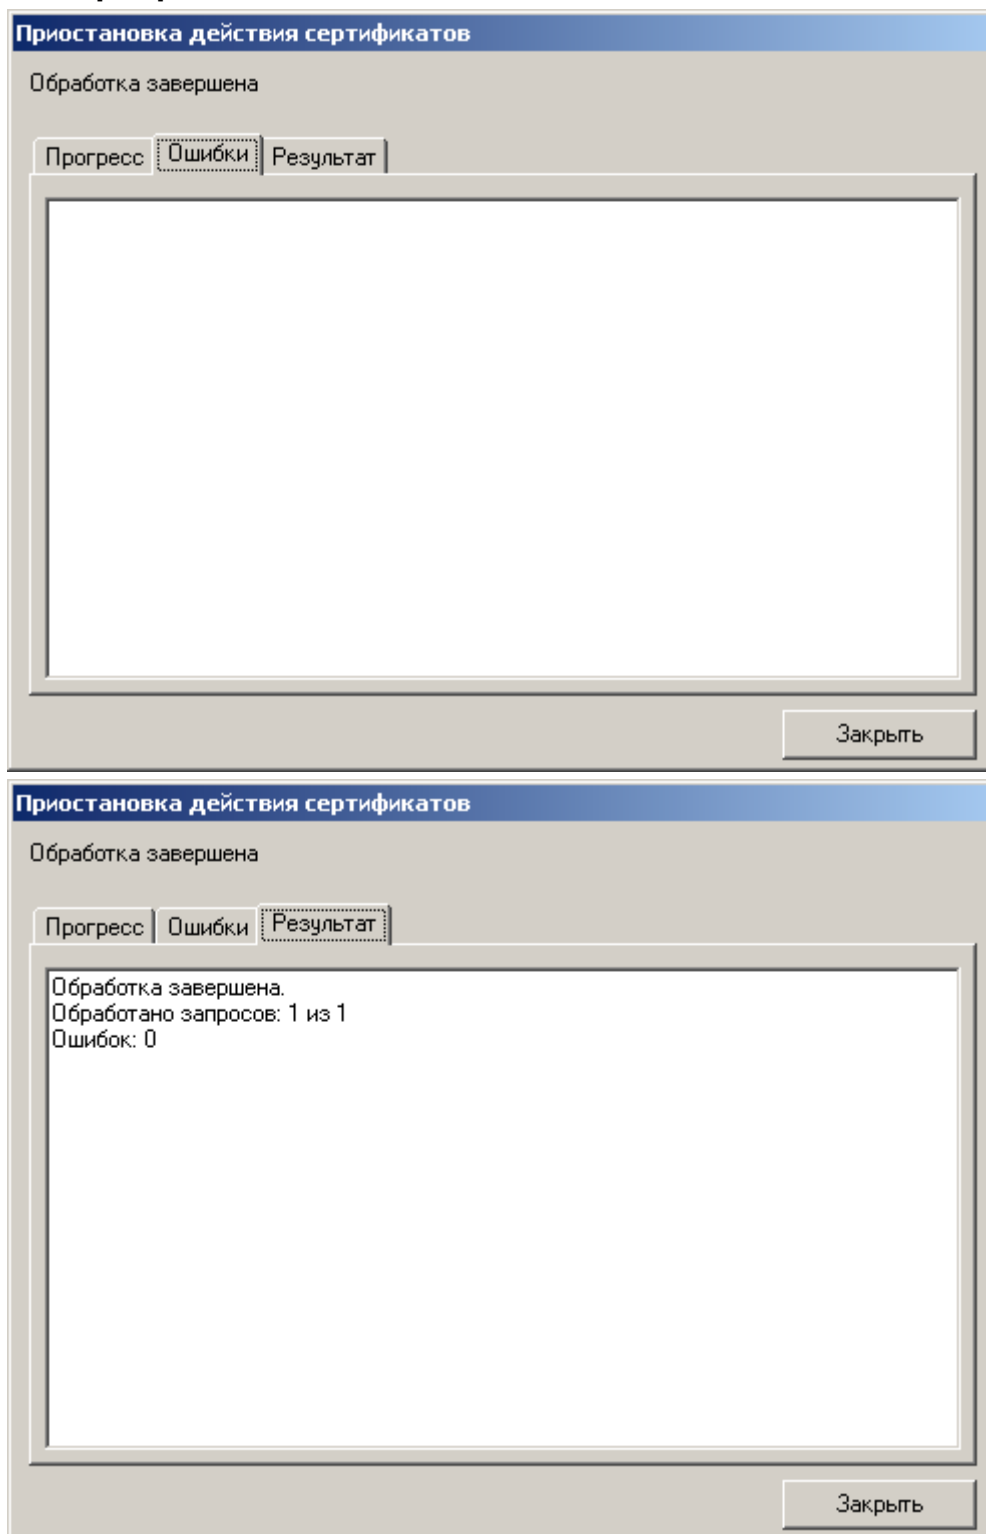 Приостановка действия сертификатов
Обработка завершена
Прогресс Ошибки Результат
Закрыть
Приостановка действия сертификатов
Обработка завершена
Прогресс Ошибки Результат
Обработка завершена.
Обработано запросов: 1 из 1
Ошибок: 0
Закрыть